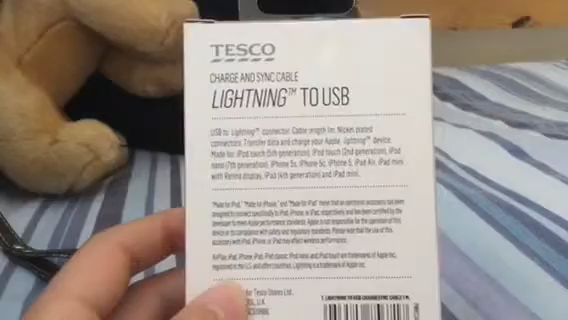 TESCO
CHARGE AND SYNC CABLE
LIGHTNING™ TO USB
USB to Lightning™ connector. Cable length 1m. Nickel plated
connectors. Transfer data and charge your Apple Lightning™ device.
Made for: iPod touch (5th generation), iPod touch (2nd generation), iPod
nano (7th generation), iPhone 5s, iPhone 5c, iPhone 5, iPad Air, iPad mini
with Retina display, iPad (4th generation) and iPad mini.
"Made for iPod," "Made for iPhone," and "Made for iPad" mean that an electronic accessory has been
designed to connect specifically to iPod, iPhone, or iPad, respectively, and has been certified by the
developer to meet Apple performance standards. Apple is not responsible for the operation of this
device or its compliance with safety and regulatory standards. Please note that the use of this
accessory with iPod, iPhone or iPad may affect wireless performance.
AirPlay, iPad, iPhone, iPod, iPod classic, iPod nano, and iPod touch are trademarks of Apple Inc.,
registered in the U.S. and other countries. Lightning is a trademark of Apple Inc.
for Tesco Stores Ltd.
U.K.
T. LIGHTNING TO USB CHARGE/SYNC CABLE 1M.